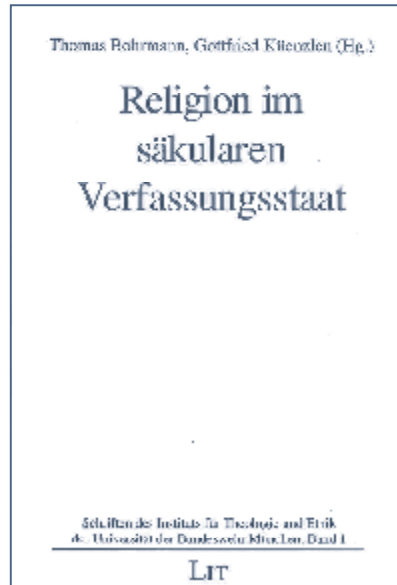 Thomas Bohrmann, Gottfried Küenzlen (Hg.)
Religion im
säkularen
Verfassungsstaat
Schriften des Instituts für Theologie und Ethik
der Universität der Bundeswehr München, Band 1
LIT